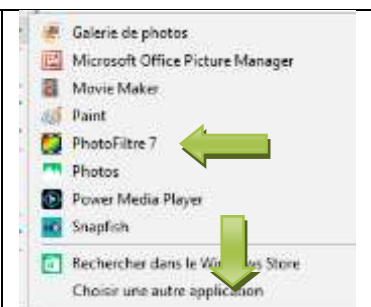 Galerie de photos
Microsoft Office Picture Manager
Movie Maker
Paint
PhotoFiltre 7
Photos
Power Media Player
Snapfish
Rechercher dans le Windows Store
Choisir une autre application